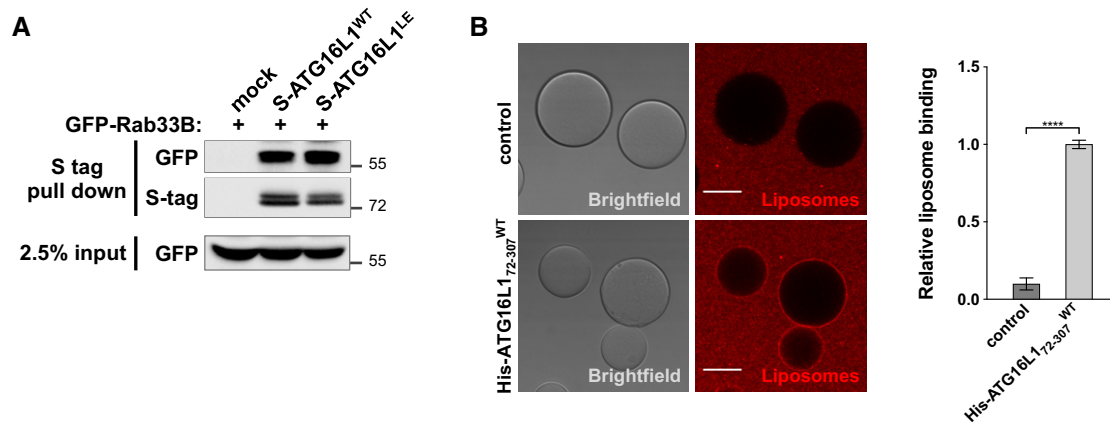 A
mock
S-ATG16L1WT
S-ATG16L1LE
GFP-Rab33B: + + +
S tag
pull down
GFP
55
S-tag
72
2.5% input
GFP
55
B
control
Brightfield
Liposomes
His-ATG16L172-307WT
Brightfield
Liposomes
Relative liposome binding
1.5
1.0
0.5
0.0
****
control
His-ATG16L172-307WT